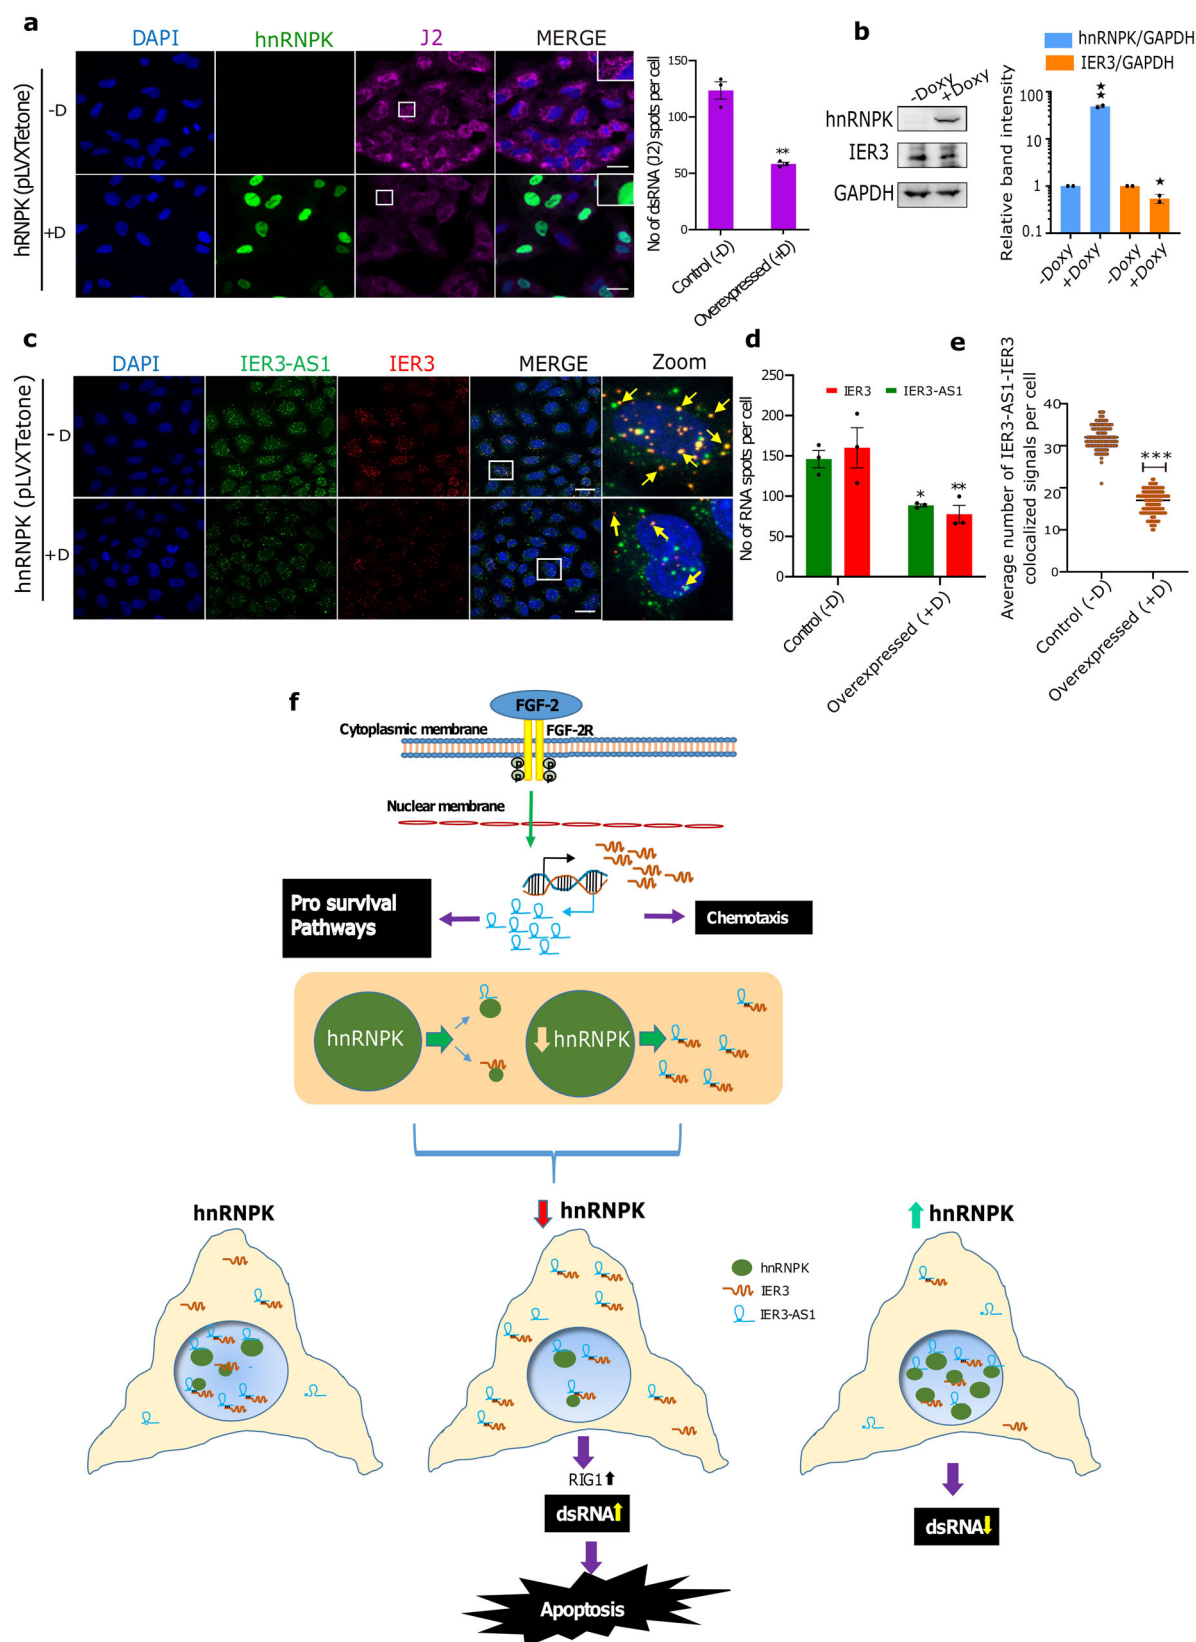 a
DAPI
hnRNPK
J2
MERGE
hRNPK(pLVXTetone)
-D
+D
No of dsRNA (J2) spots per cell
150
100
50
0
**
Control (-D)
Overexpressed (+D)
b
-Doxy
+Doxy
hnRNPK
IER3
GAPDH
hnRNPK/GAPDH
IER3/GAPDH
Relative band intensity
100
10
1
0.1
★★
★
-Doxy
+Doxy
-Doxy
+Doxy
c
DAPI
IER3-AS1
IER3
MERGE
Zoom
hnRNPK (pLVXTetone)
- D
+D
d
No of RNA spots per cell
250
200
150
100
50
0
IER3
IER3-AS1
*
**
Control (-D)
Overexpressed (+D)
e
Average number of IER3-AS1-IER3
colocalized signals per cell
40
30
20
10
0
***
Control (-D)
Overexpressed (+D)
f
FGF-2
Cytoplasmic membrane
FGF-2R
P
P
P
P
Nuclear membrane
Pro survival
Pathways
Chemotaxis
hnRNPK
hnRNPK
hnRNPK
hnRNPK
hnRNPK
hnRNPK
IER3
IER3-AS1
RIG1
dsRNA
dsRNA
Apoptosis